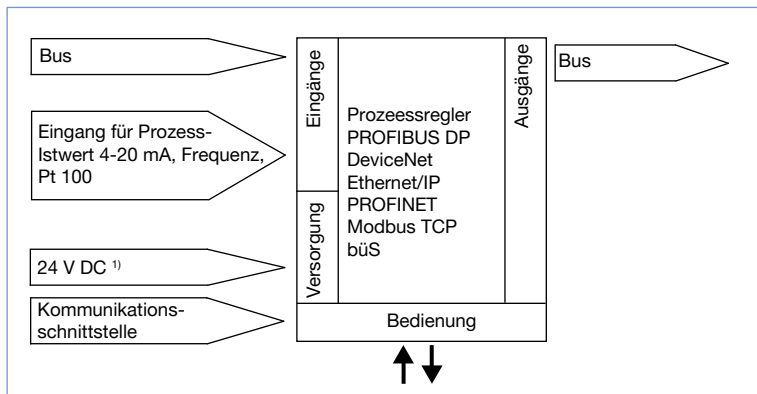 Bus
Eingang für Prozess-
Istwert 4-20 mA, Frequenz,
Pt 100
24 V DC 1)
Kommunikations-
schnittstelle
Eingänge
Versorgung
Prozeessregler
PROFIBUS DP
DeviceNet
Ethernet/IP
PROFINET
Modbus TCP
büS
Ausgänge
Bedienung
Bus